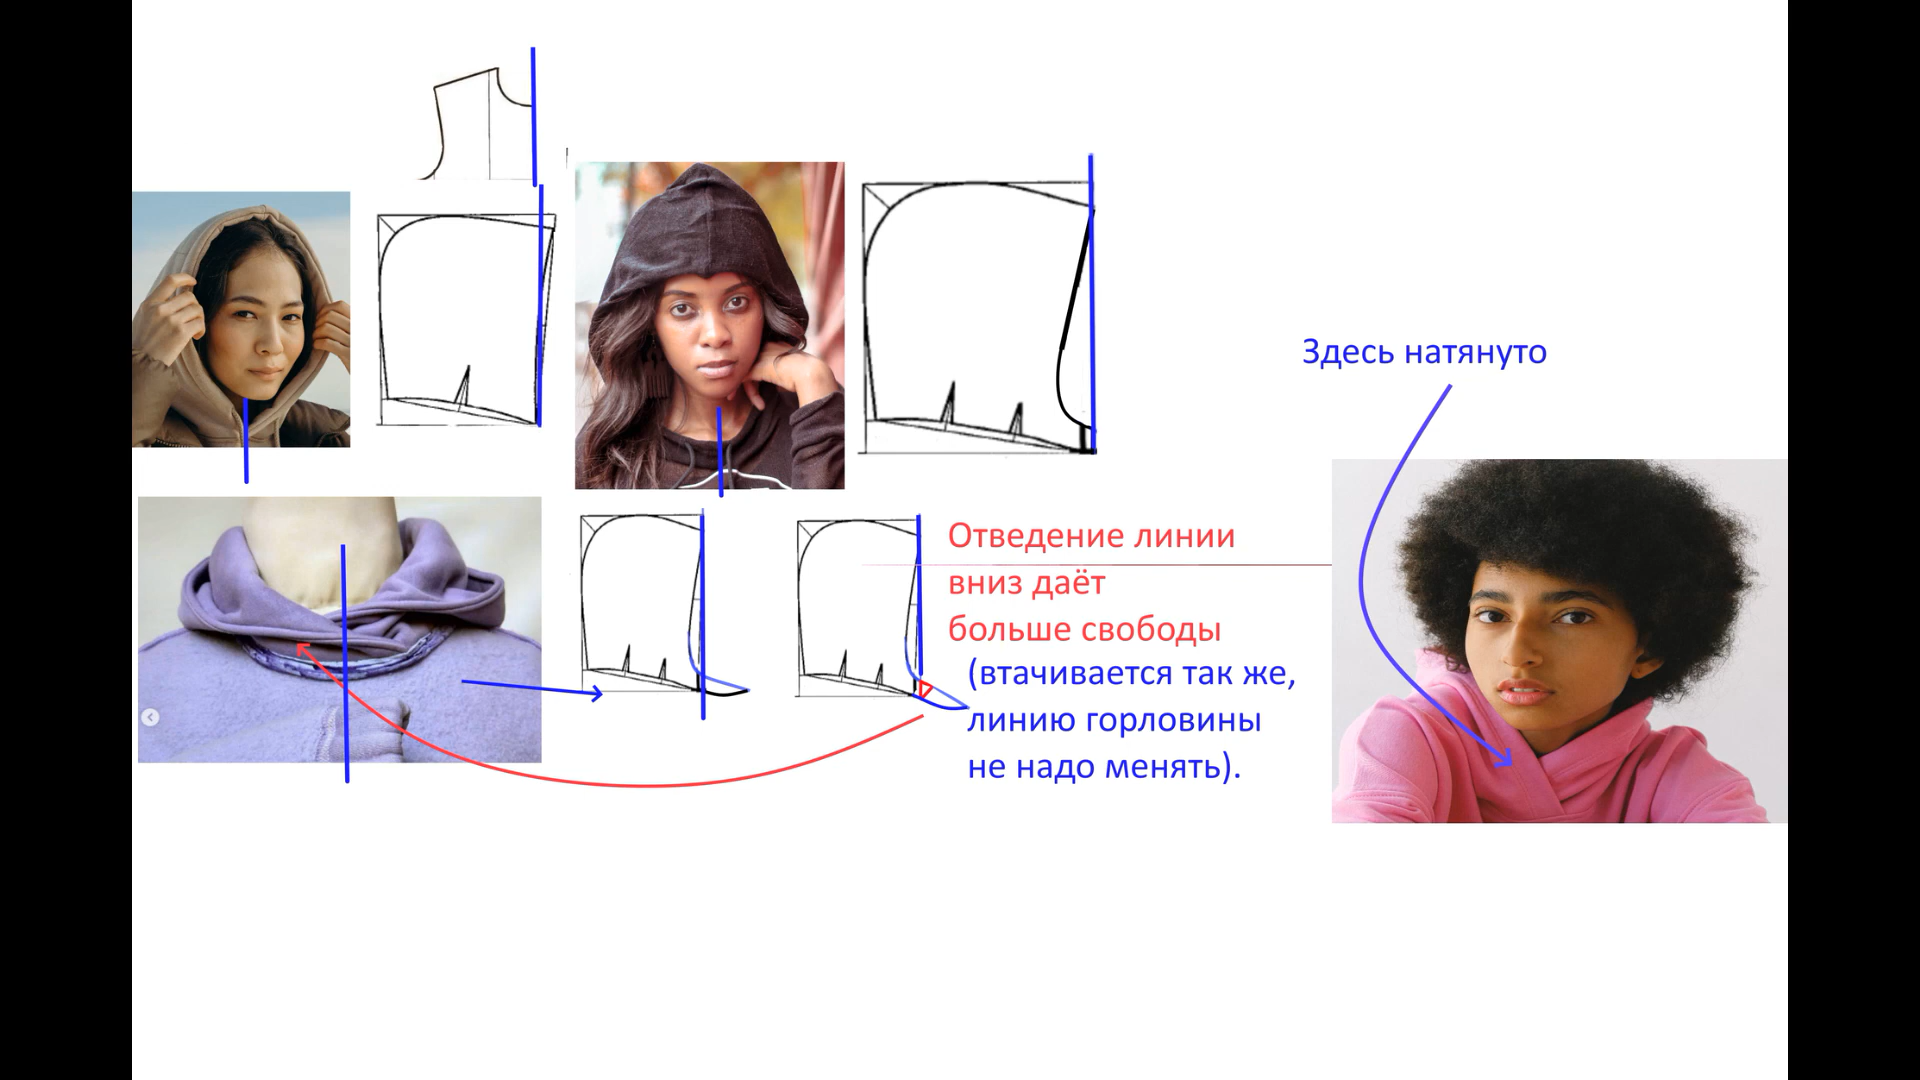 Здесь натянуто
Отведение линии
вниз даёт
больше свободы
(втачивается так же,
линию горловины
не надо менять).